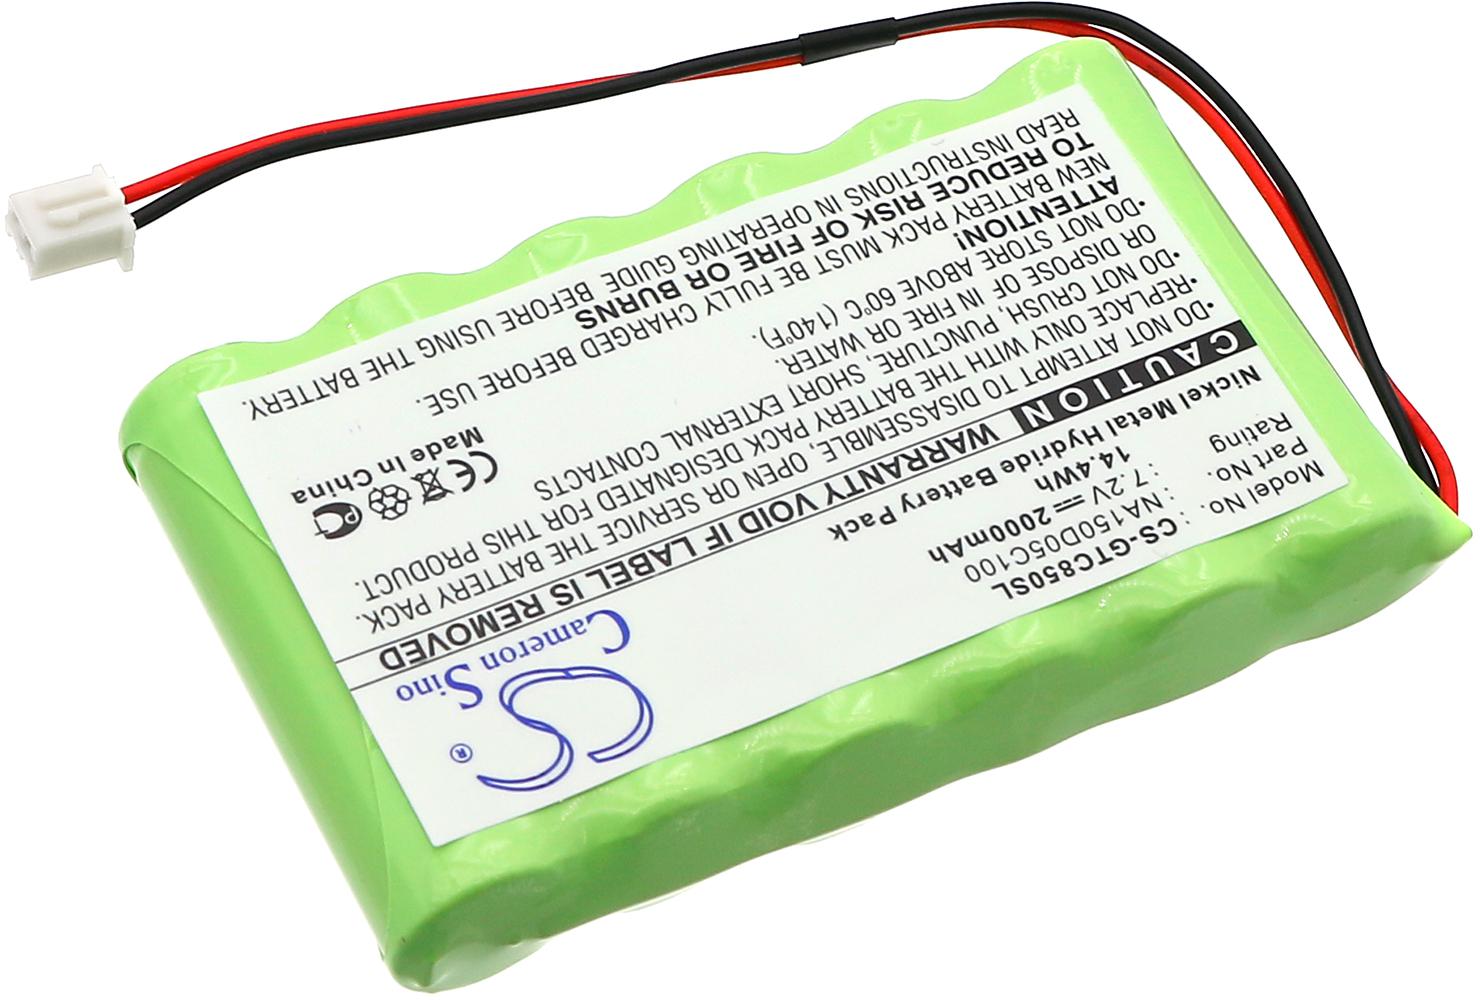 Cameron Sino
CS ®
Model No. : CS-GTC850SL
Part No. : NA150D05C100
Rating : 7.2V 2000mAh
14.4Wh
Nickel Metal Hydride Battery Pack
CAUTION WARRANTY VOID IF LABEL IS REMOVED
•DO NOT ATTEMPT TO DISASSEMBLE, OPEN OR SERVICE THE BATTERY PACK.
•REPLACE ONLY WITH THE BATTERY PACK DESIGNATED FOR THIS PRODUCT.
•DO NOT CRUSH, PUNCTURE, SHORT EXTERNAL CONTACTS
OR DISPOSE OF IN FIRE OR WATER.
•DO NOT STORE ABOVE 60°C (140°F).
ATTENTION!
NEW BATTERY PACK MUST BE FULLY CHARGED BEFORE USE.
TO REDUCE RISK OF FIRE OR BURNS
READ INSTRUCTIONS IN OPERATING GUIDE BEFORE USING THE BATTERY.
CE
Made In China